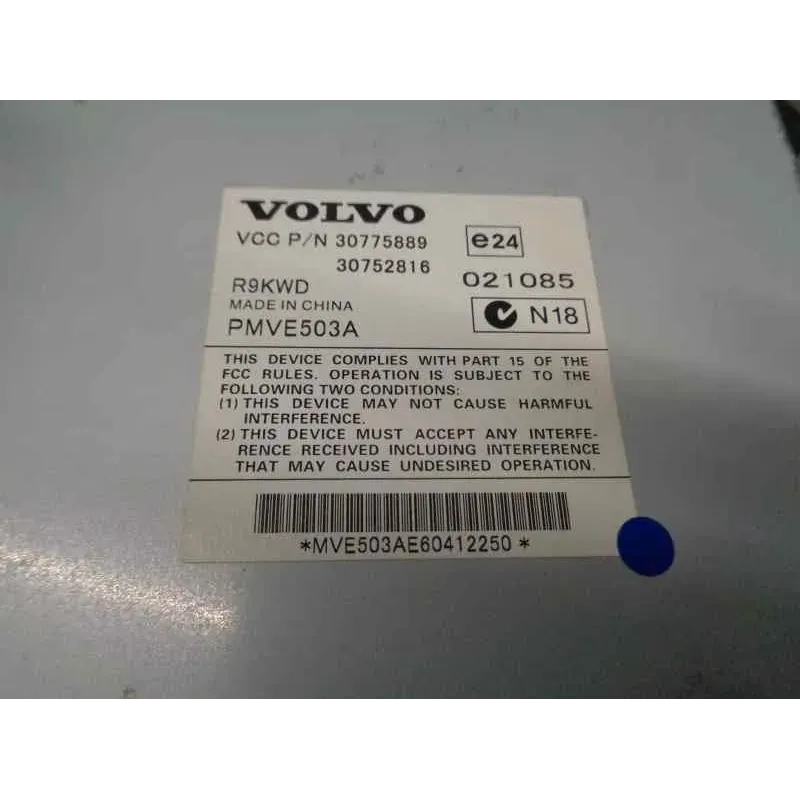 VOLVO
VCC P/N 30775889
30752816
e24
021085
R9KWD
MADE IN CHINA
PMVE503A
N18
THIS DEVICE COMPLIES WITH PART 15 OF THE
FCC RULES. OPERATION IS SUBJECT TO THE
FOLLOWING TWO CONDITIONS:
(1) THIS DEVICE MAY NOT CAUSE HARMFUL
INTERFERENCE.
(2) THIS DEVICE MUST ACCEPT ANY INTERFE-
RENCE RECEIVED INCLUDING INTERFERENCE
THAT MAY CAUSE UNDESIRED OPERATION.
*MVE503AE60412250*